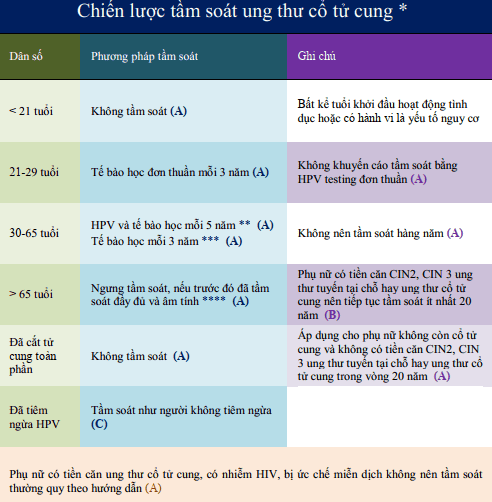 Chiến lược tầm soát ung thư cổ tử cung *
Dân số
Phương pháp tầm soát
Ghi chú
< 21 tuổi
Không tầm soát (A)
Bất kể tuổi khởi đầu hoạt động tình
dục hoặc có hành vi là yếu tố nguy cơ
21-29 tuổi
Tế bào học đơn thuần mỗi 3 năm (A)
Không khuyến cáo tầm soát bằng
HPV testing đơn thuần (A)
30-65 tuổi
HPV và tế bào học mỗi 5 năm ** (A)
Tế bào học mỗi 3 năm *** (A)
Không nên tầm soát hàng năm (A)
> 65 tuổi
Ngưng tầm soát, nếu trước đó đã tầm
soát đầy đủ và âm tính **** (A)
Phụ nữ có tiền căn CIN2, CIN 3 ung
thư tuyến tại chỗ hay ung thư cổ tử
cung nên tiếp tục tầm soát ít nhất 20
năm (B)
Đã cắt tử
cung toàn
phần
Không tầm soát (A)
Áp dụng cho phụ nữ không còn cổ tử
cung và không có tiền căn CIN2, CIN
3 ung thư tuyến tại chỗ hay ung thư cổ
tử cung trong vòng 20 năm (A)
Đã tiêm
ngừa HPV
Tầm soát như người không tiêm ngừa
(C)
Phụ nữ có tiền căn ung thư cổ tử cung, có nhiễm HIV, bị ức chế miễn dịch không nên tầm soát
thường quy theo hướng dẫn (A)